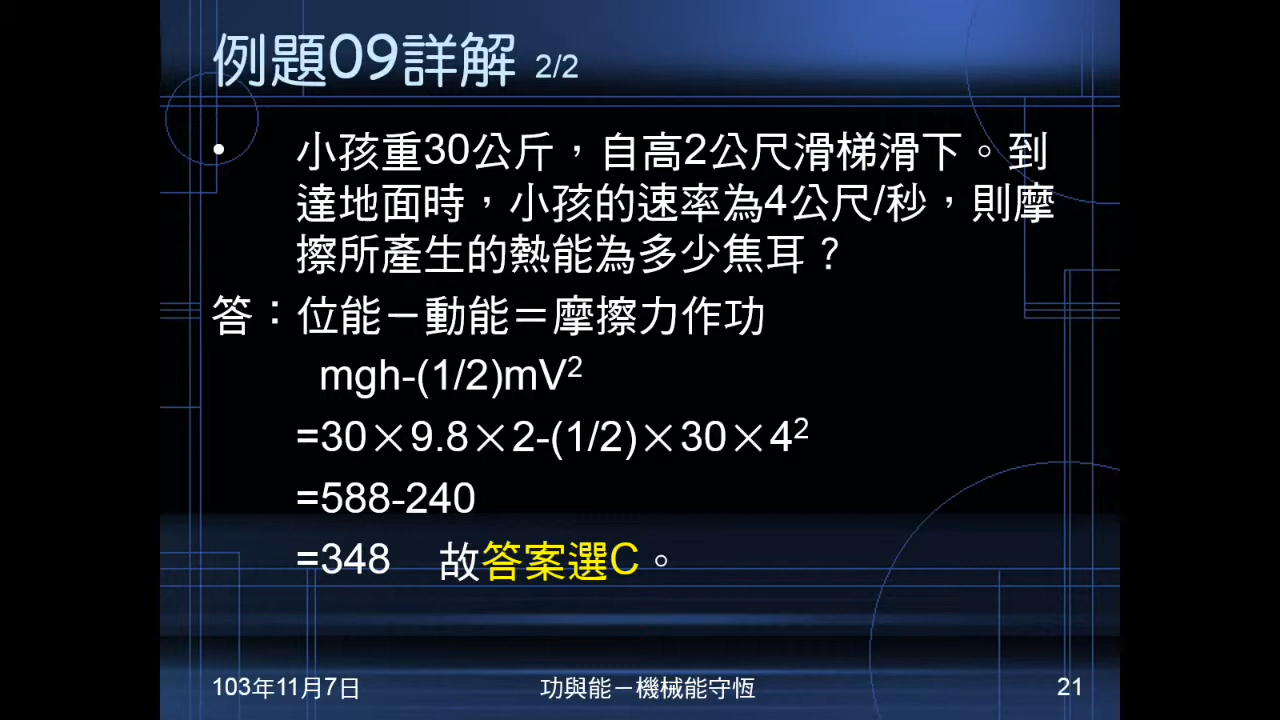 例題09詳解 2/2
• 小孩重30公斤，自高2公尺滑梯滑下。到
達地面時，小孩的速率為4公尺/秒，則摩
擦所產生的熱能為多少焦耳？
答：位能－動能＝摩擦力作功
mgh-(1/2)mV²
=30×9.8×2-(1/2)×30×4²
=588-240
=348 故答案選C。
103年11月7日 功與能－機械能守恆 21